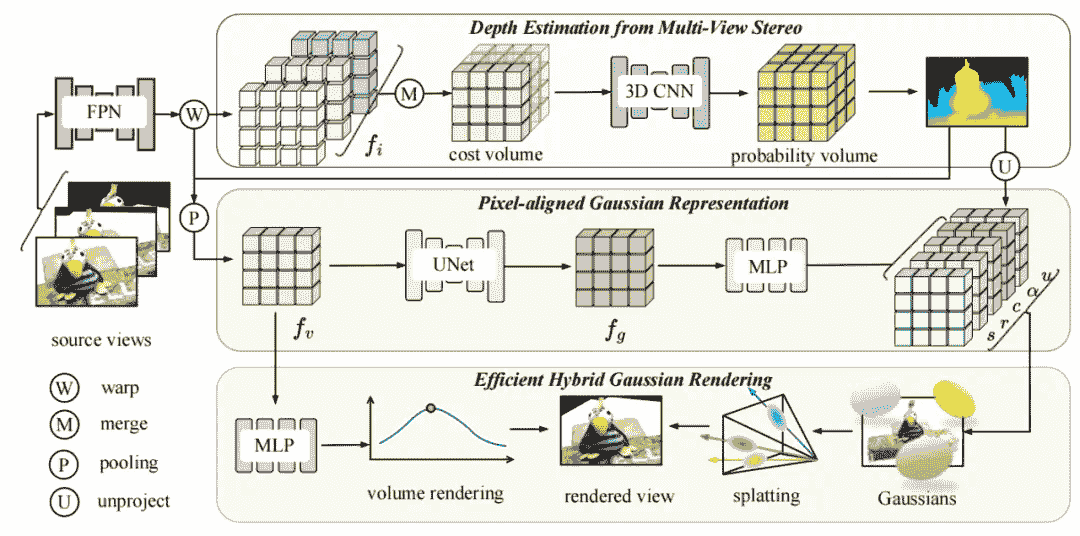 Depth Estimation from Multi-View Stereo
FPN
W
f_i
M
cost volume
3D CNN
probability volume
U
source views
P
Pixel-aligned Gaussian Representation
f_v
UNet
f_g
MLP
s r c α u
W warp
M merge
P pooling
U unproject
Efficient Hybrid Gaussian Rendering
MLP
volume rendering
rendered view
splatting
Gaussians